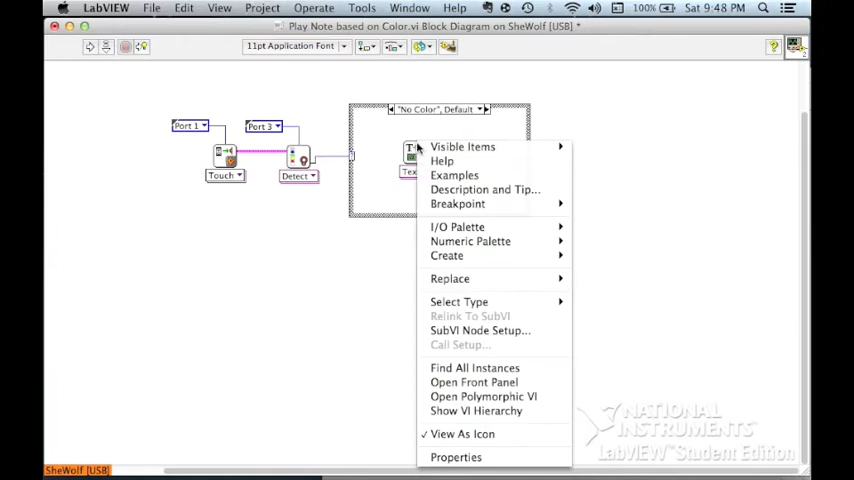 LabVIEW File Edit View Project Operate Tools Window Help 100% Sat 9:48 PM
Play Note based on Color.vi Block Diagram on SheWolf [USB] *
11pt Application Font
"No Color", Default
Port 1
Port 3
Touch
Detect
Tex
Visible Items
Help
Examples
Description and Tip...
Breakpoint
I/O Palette
Numeric Palette
Create
Replace
Select Type
Relink To SubVI
SubVI Node Setup...
Call Setup...
Find All Instances
Open Front Panel
Open Polymorphic VI
Show VI Hierarchy
✓ View As Icon
Properties
NATIONAL
INSTRUMENTS
LabVIEW Student Edition
SheWolf [USB]